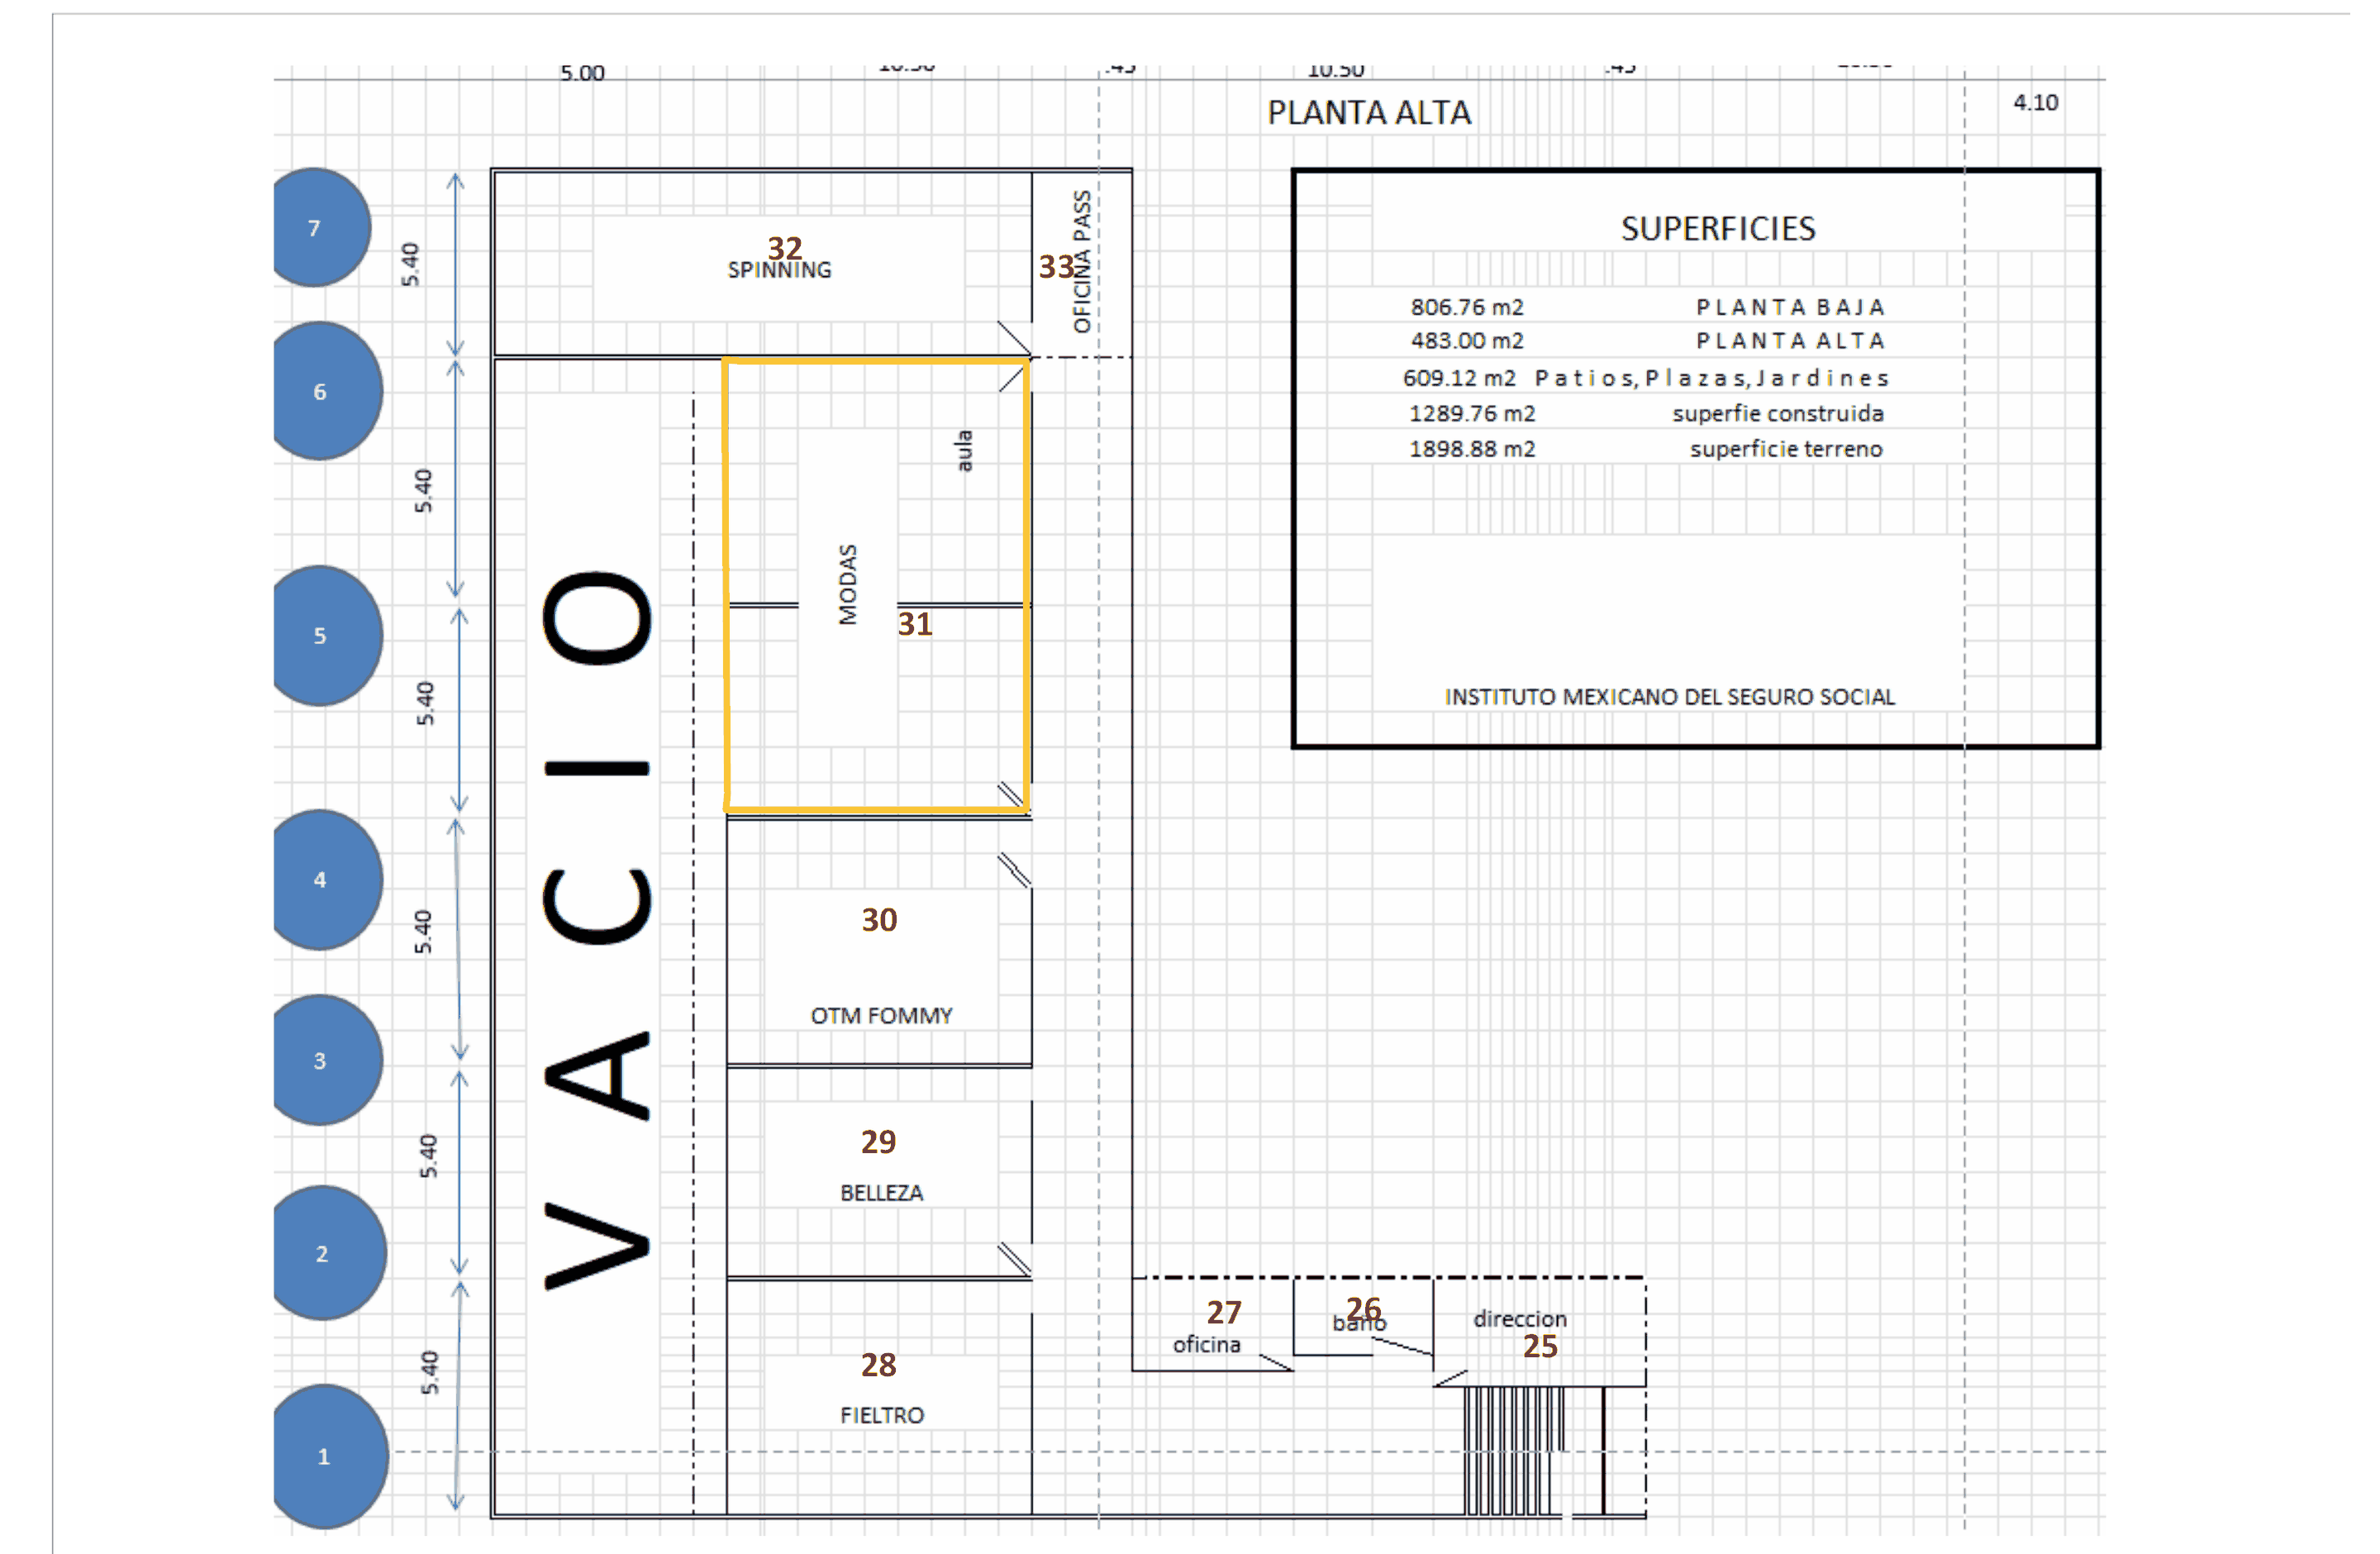 5.00
10.50
.45
10.50
.45
PLANTA ALTA
4.10
7
5.40
32
SPINNING
33
OFICINA PASS
SUPERFICIES
806.76 m2 PLANTA BAJA
483.00 m2 PLANTA ALTA
609.12 m2 Patios,Plazas,Jardines
1289.76 m2 superfie construida
1898.88 m2 superficie terreno
INSTITUTO MEXICANO DEL SEGURO SOCIAL
6
5.40
aula
MODAS
31
5
5.40
VACIO
4
5.40
30
OTM FOMMY
3
5.40
29
BELLEZA
2
5.40
28
FIELTRO
1
27
oficina
26
baño
direccion
25